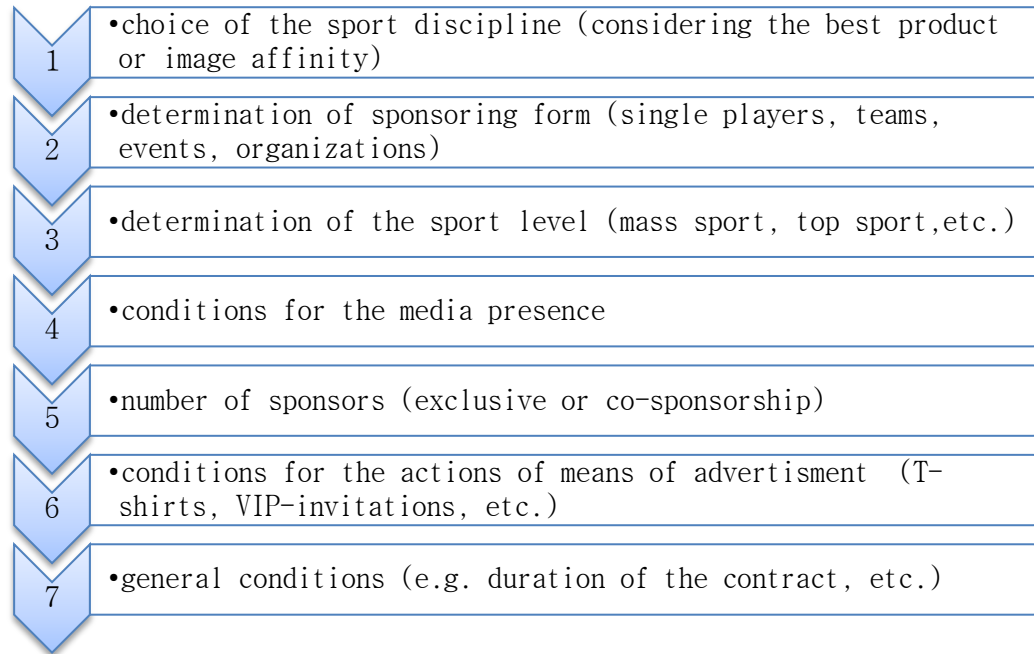 1
•choice of the sport discipline (considering the best product
or image affinity)
2
•determination of sponsoring form (single players, teams,
events, organizations)
3
•determination of the sport level (mass sport, top sport,etc.)
4
•conditions for the media presence
5
•number of sponsors (exclusive or co-sponsorship)
6
•conditions for the actions of means of advertisment (T-
shirts, VIP-invitations, etc.)
7
•general conditions (e.g. duration of the contract, etc.)